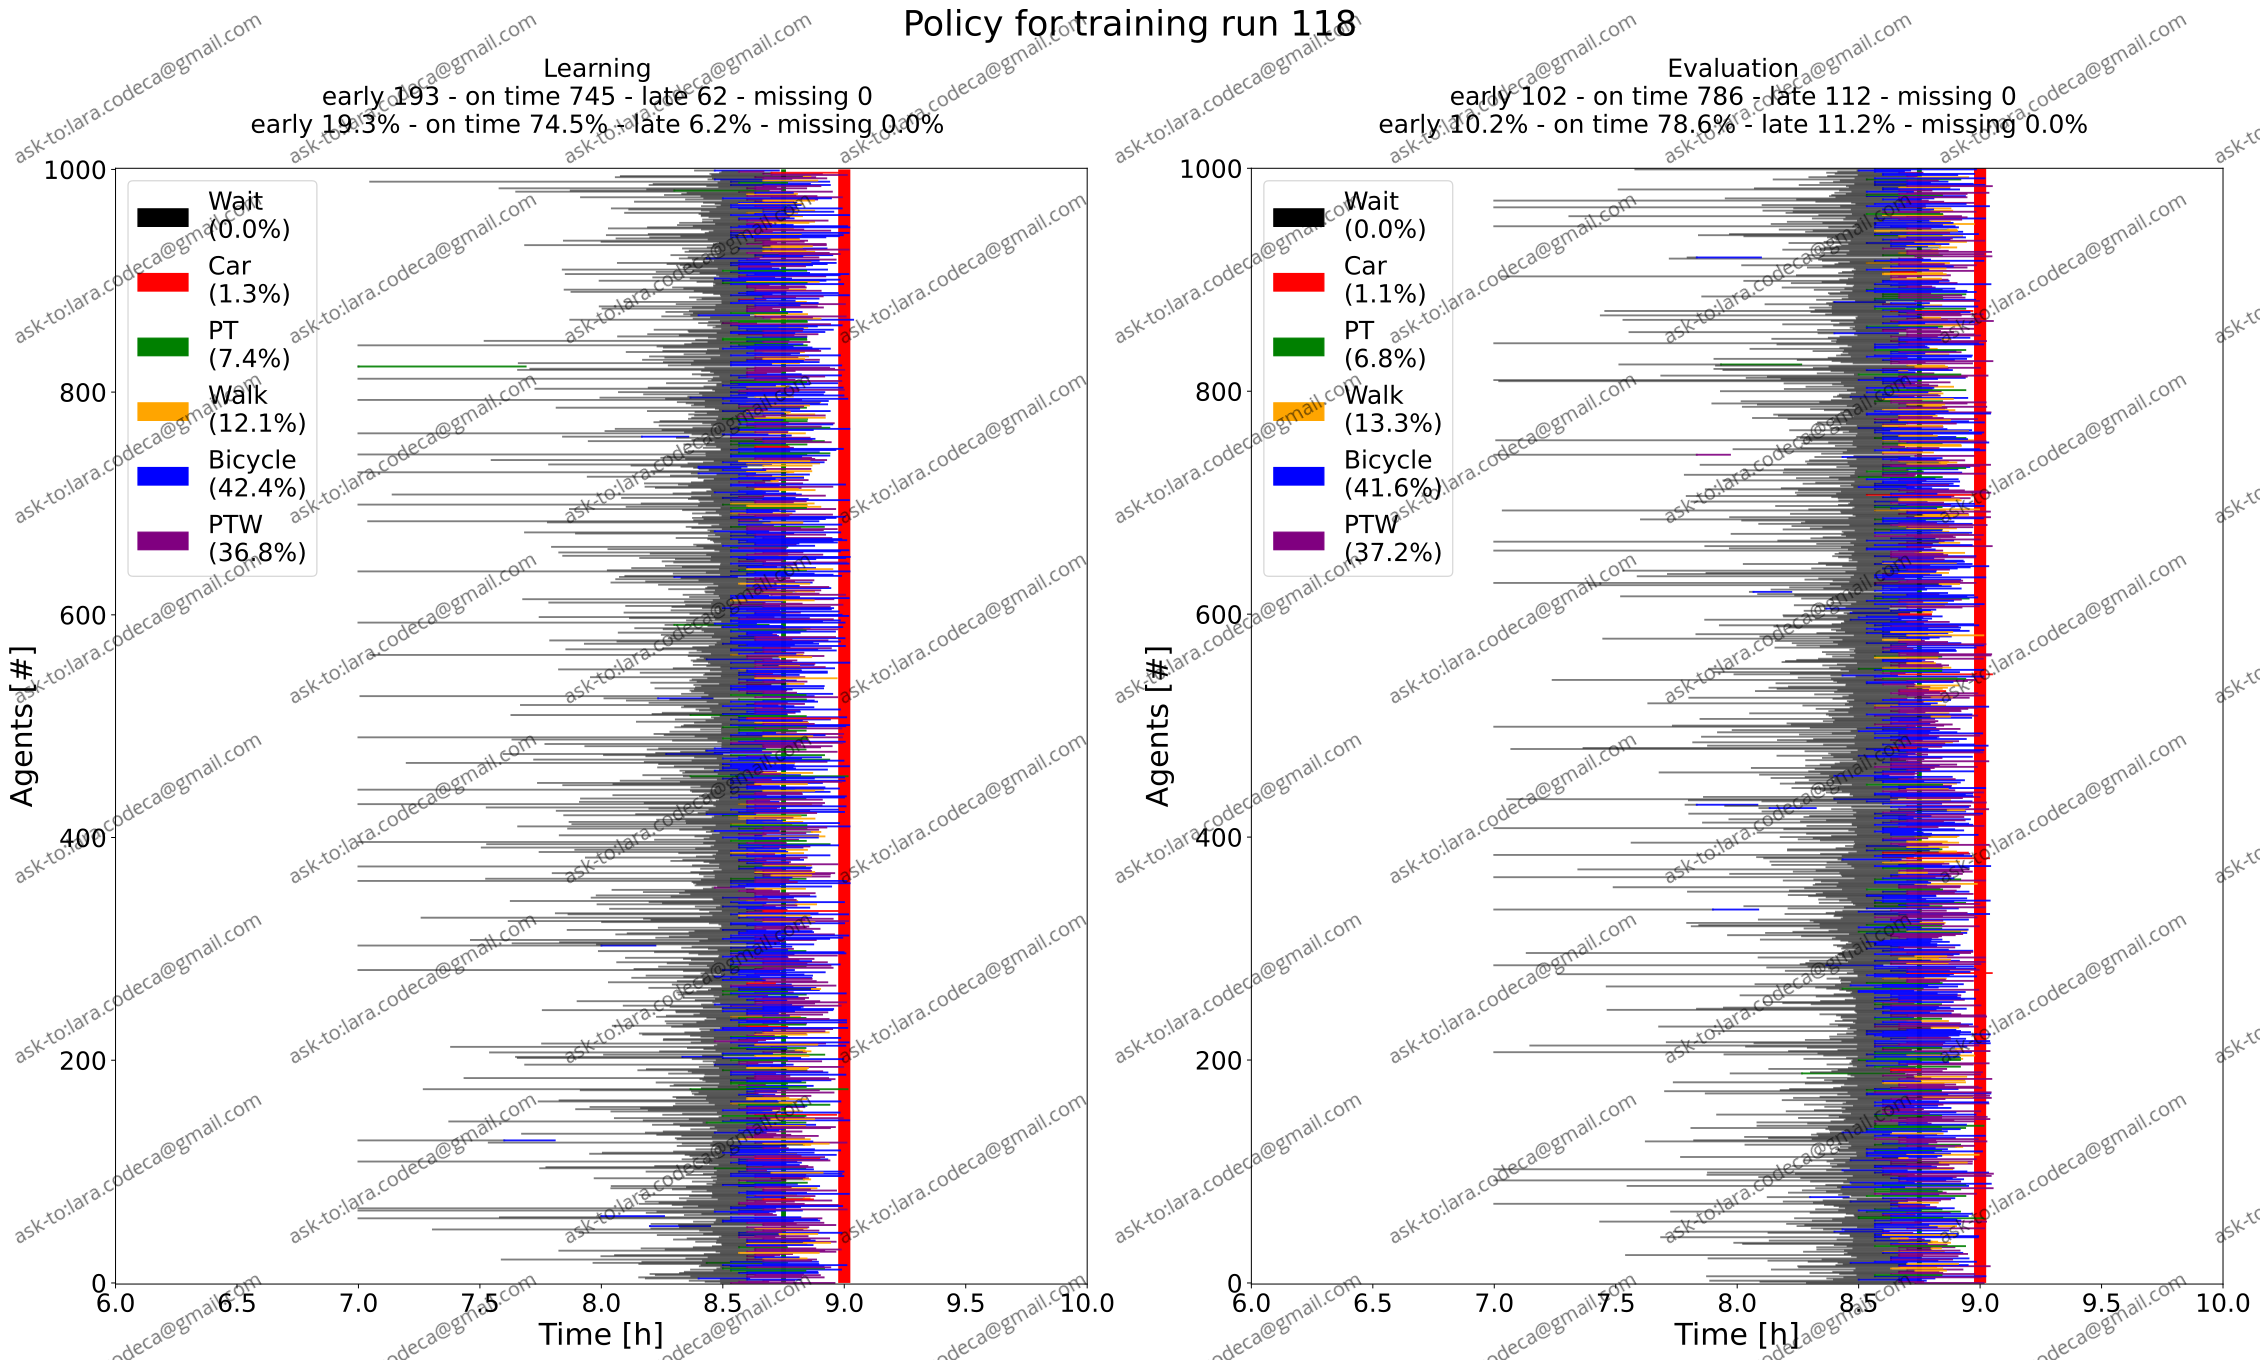 Policy for training run 118
Learning
early 193 - on time 745 - late 62 - missing 0
early 19.3% - on time 74.5% - late 6.2% - missing 0.0%
Evaluation
early 102 - on time 786 - late 112 - missing 0
early 10.2% - on time 78.6% - late 11.2% - missing 0.0%
Agents [#]
1000
800
600
400
200
0
Wait
(0.0%)
Car
(1.3%)
PT
(7.4%)
Walk
(12.1%)
Bicycle
(42.4%)
PTW
(36.8%)
6.0 6.5 7.0 7.5 8.0 8.5 9.0 9.5 10.0
Time [h]
Agents [#]
1000
800
600
400
200
0
Wait
(0.0%)
Car
(1.1%)
PT
(6.8%)
Walk
(13.3%)
Bicycle
(41.6%)
PTW
(37.2%)
6.0 6.5 7.0 7.5 8.0 8.5 9.0 9.5 10.0
Time [h]
ask-to:lara.codeca@gmail.com